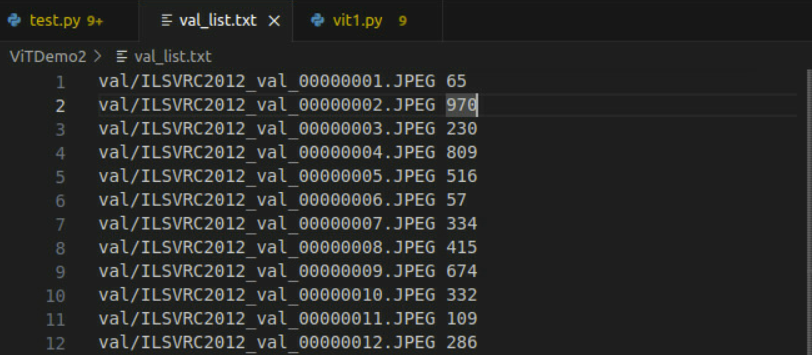 test.py 9+ val_list.txt × vit1.py 9
ViTDemo2 > val_list.txt
1 val/ILSVRC2012_val_00000001.JPEG 65
2 val/ILSVRC2012_val_00000002.JPEG 970
3 val/ILSVRC2012_val_00000003.JPEG 230
4 val/ILSVRC2012_val_00000004.JPEG 809
5 val/ILSVRC2012_val_00000005.JPEG 516
6 val/ILSVRC2012_val_00000006.JPEG 57
7 val/ILSVRC2012_val_00000007.JPEG 334
8 val/ILSVRC2012_val_00000008.JPEG 415
9 val/ILSVRC2012_val_00000009.JPEG 674
10 val/ILSVRC2012_val_00000010.JPEG 332
11 val/ILSVRC2012_val_00000011.JPEG 109
12 val/ILSVRC2012_val_00000012.JPEG 286